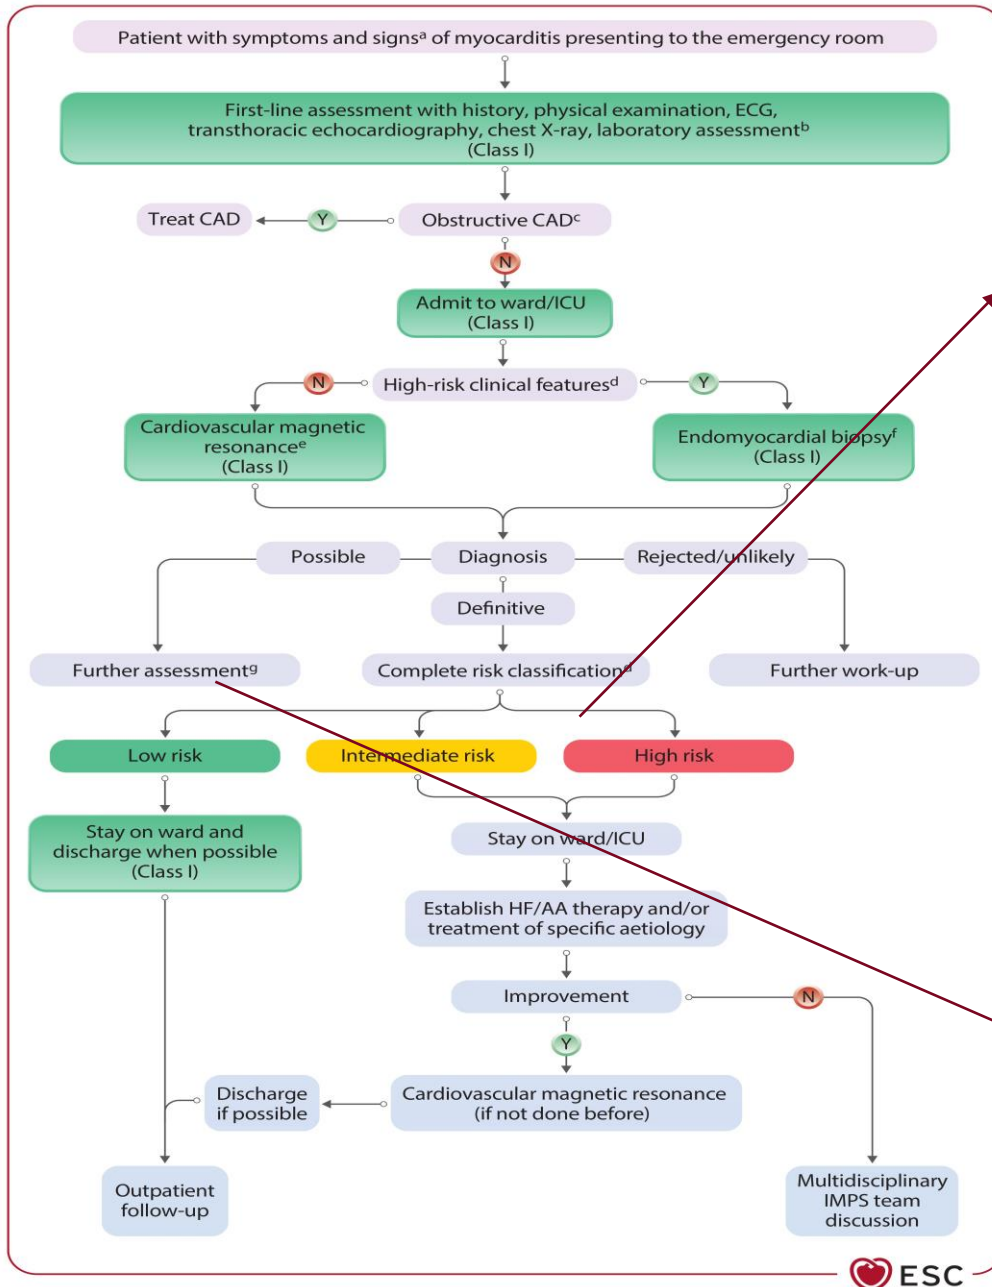 Patient with symptoms and signsᵃ of myocarditis presenting to the emergency room
First-line assessment with history, physical examination, ECG,
transthoracic echocardiography, chest X-ray, laboratory assessmentᵇ
(Class I)
Treat CAD
Y
Obstructive CADᶜ
N
Admit to ward/ICU
(Class I)
N
High-risk clinical featuresᵈ
Y
Cardiovascular magnetic
resonanceᵉ
(Class I)
Endomyocardial biopsyᶠ
(Class I)
Possible
Diagnosis
Rejected/unlikely
Definitive
Further assessmentᵍ
Complete risk classificationᵈ
Further work-up
Low risk
Intermediate risk
High risk
Stay on ward and
discharge when possible
(Class I)
Stay on ward/ICU
Establish HF/AA therapy and/or
treatment of specific aetiology
Improvement
N
Y
Discharge
if possible
Cardiovascular magnetic resonance
(if not done before)
Outpatient
follow-up
Multidisciplinary
IMPS team
discussion
ESC